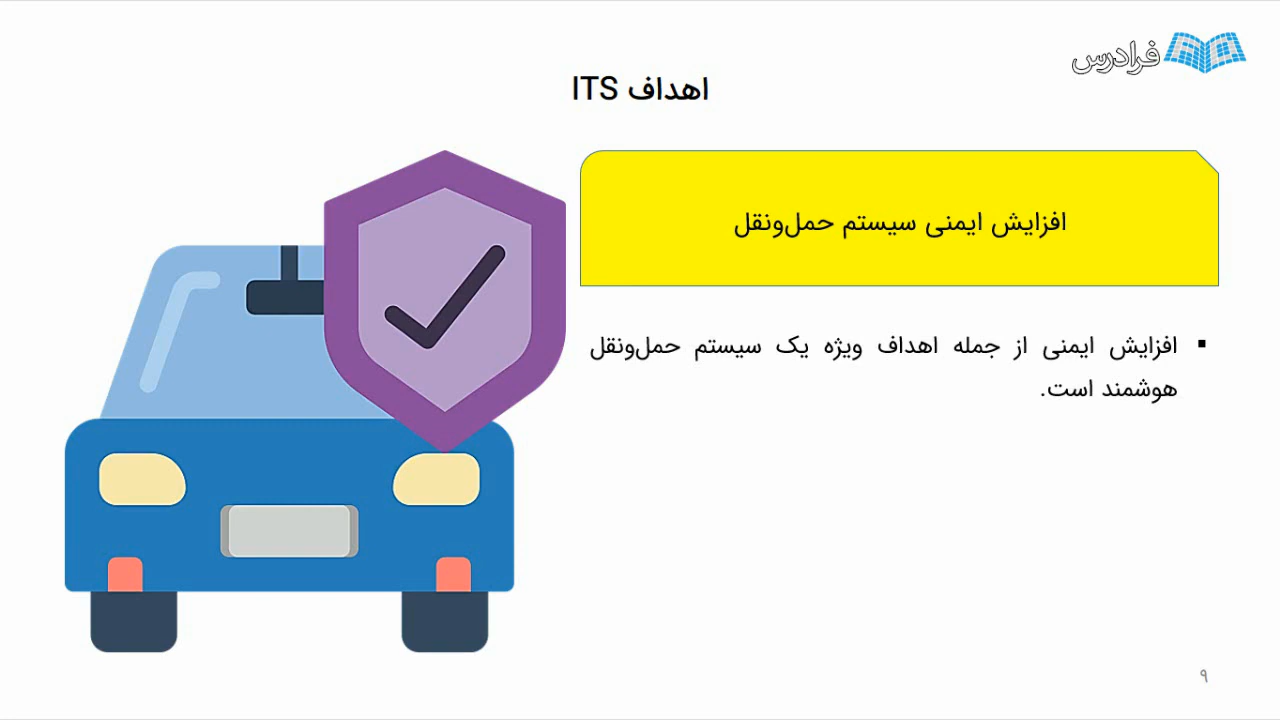 فرادرس
اهداف ITS
افزایش ایمنی سیستم حمل‌ونقل
▪ افزایش ایمنی از جمله اهداف ویژه یک سیستم حمل‌ونقل
هوشمند است.
۹